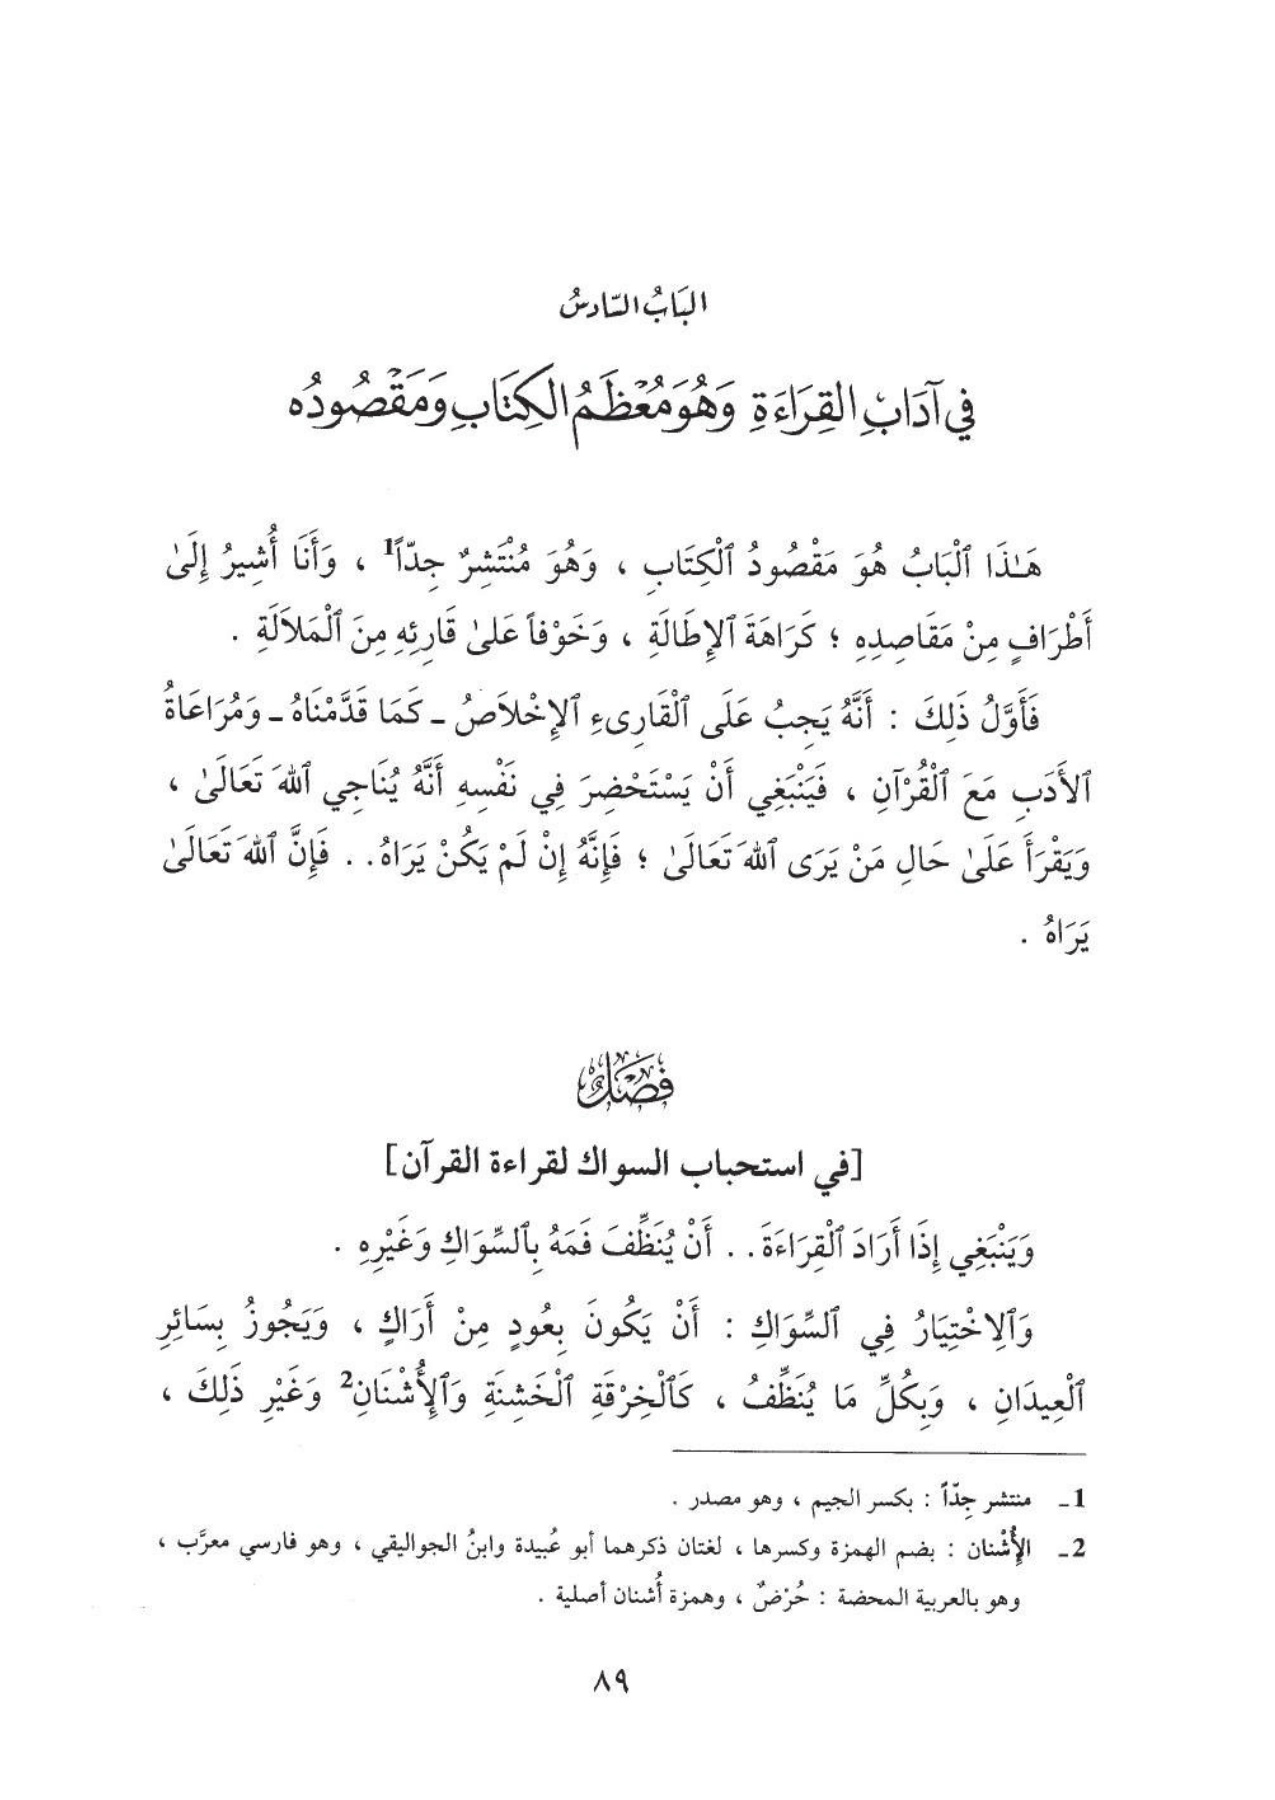 البَابُ السَّادسُ
في آدَابِ القِرَاءَةِ وَهُوَ مُعْظَمُ الكِتَابِ وَمَقْصُودُه
هَـٰذَا ٱلْبَابُ هُوَ مَقْصُودُ ٱلْكِتَابِ ، وَهُوَ مُنْتَشِرٌ جِدّاً1 ، وَأَنَا أُشِيرُ إِلَىٰ
أَطْرَافٍ مِنْ مَقَاصِدِهِ ؛ كَرَاهَةَ ٱلإِطَالَةِ ، وَخَوْفاً عَلىٰ قَارِئِهِ مِنَ ٱلْمَلاَلَةِ .
فَأَوَّلُ ذَلِكَ : أَنَّهُ يَجِبُ عَلَى ٱلْقَارِىءِ ٱلإِخْلاَصُ ـ كَمَا قَدَّمْنَاهُ ـ وَمُرَاعَاةُ
ٱلأَدَبِ مَعَ ٱلْقُرْآنِ ، فَيَنْبَغِي أَنْ يَسْتَحْضِرَ فِي نَفْسِهِ أَنَّهُ يُنَاجِي ٱللهَ تَعَالَىٰ ،
وَيَقْرَأَ عَلَىٰ حَالِ مَنْ يَرَى ٱللهَ تَعَالَىٰ ؛ فَإِنَّهُ إِنْ لَمْ يَكُنْ يَرَاهُ. . فَإِنَّ ٱللهَ تَعَالَىٰ
يَرَاهُ .
فَصْلٌ
[في استحباب السواك لقراءة القرآن]
وَيَنْبَغِي إِذَا أَرَادَ ٱلْقِرَاءَةَ. . أَنْ يُنَظِّفَ فَمَهُ بِٱلسِّوَاكِ وَغَيْرِهِ .
وَٱلِاخْتِيَارُ فِي ٱلسِّوَاكِ : أَنْ يَكُونَ بِعُودٍ مِنْ أَرَاكٍ ، وَيَجُوزُ بِسَائِرِ
ٱلْعِيدَانِ ، وَبِكُلِّ مَا يُنَظِّفُ ، كَٱلْخِرْقَةِ ٱلْخَشِنَةِ وَٱلأُِشْنَانِ2 وَغَيْرِ ذَلِكَ ،
1ـ منتشر جِدّاً : بكسر الجيم ، وهو مصدر .
2ـ الأُِشْنان : بضم الهمزة وكسرها ، لغتان ذكرهما أبو عُبيدة وابنُ الجواليقي ، وهو فارسي معرَّب ،
وهو بالعربية المحضة : حُرْضٌ ، وهمزة أُشنان أصلية .
٨٩